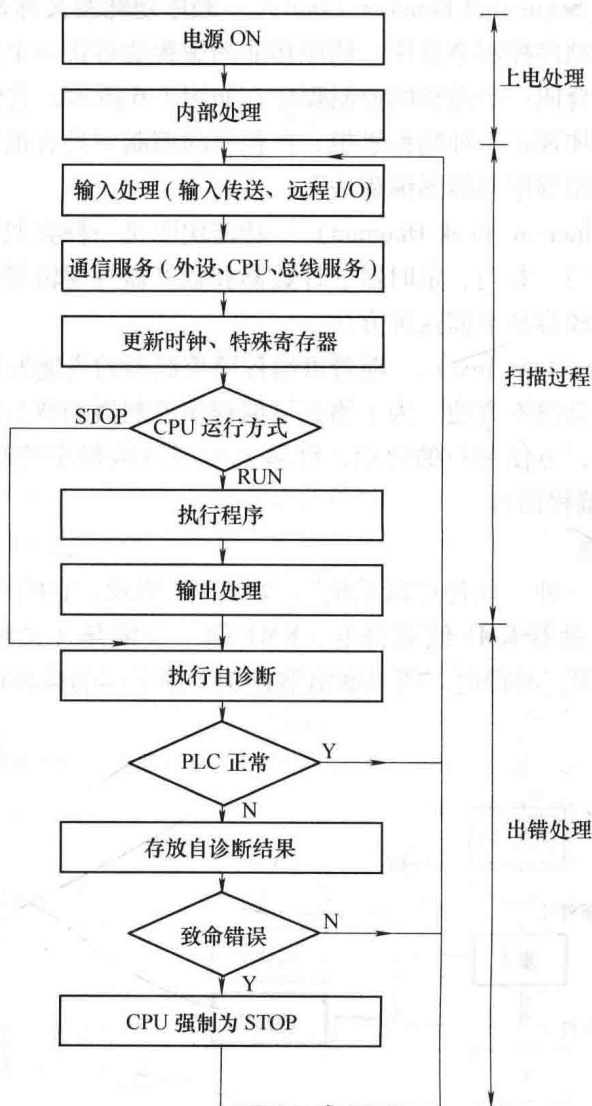 电源 ON
上电处理
内部处理
输入处理 ( 输入传送、远程 I/O)
通信服务 ( 外设、CPU、总线服务 )
更新时钟、特殊寄存器
扫描过程
STOP
CPU 运行方式
RUN
执行程序
输出处理
执行自诊断
PLC 正常
Y
N
出错处理
存放自诊断结果
致命错误
N
Y
CPU 强制为 STOP